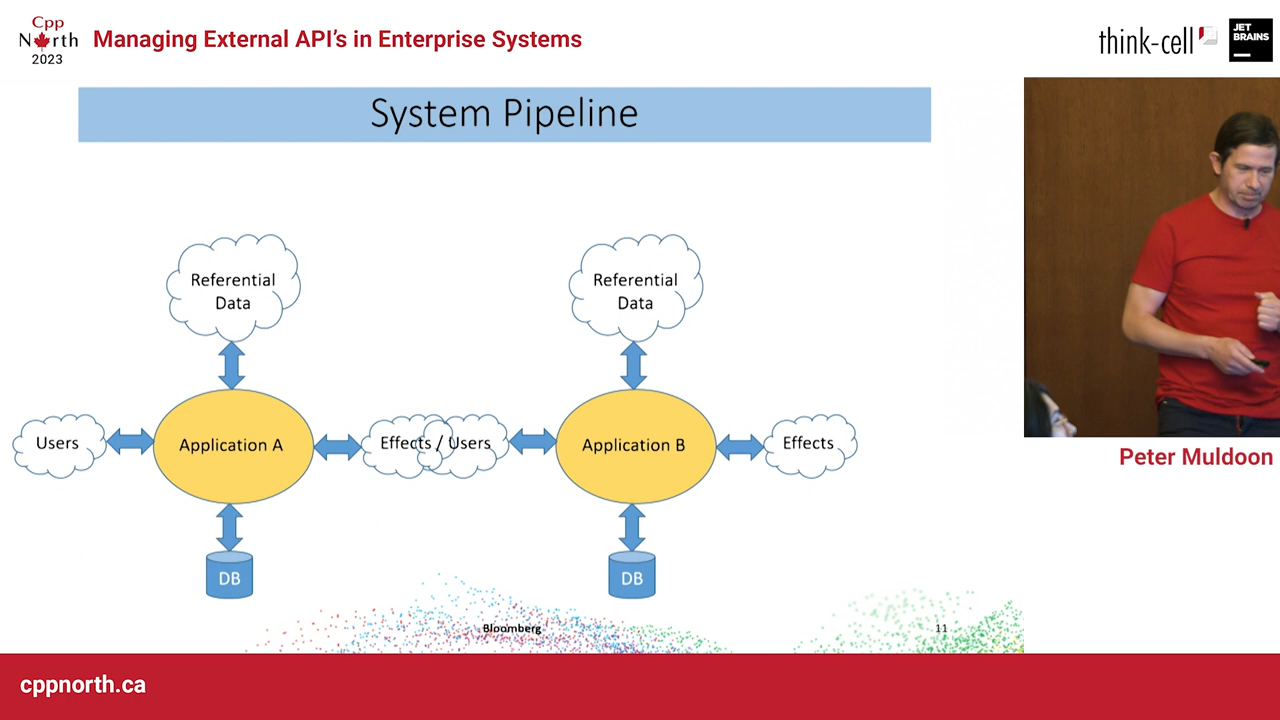 Cpp
North
2023
Managing External API's in Enterprise Systems
think-cell
JET
BRAINS
System Pipeline
Referential
Data
Referential
Data
Users
Application A
Effects / Users
Application B
Effects
DB
DB
Bloomberg
11
Peter Muldoon
cppnorth.ca